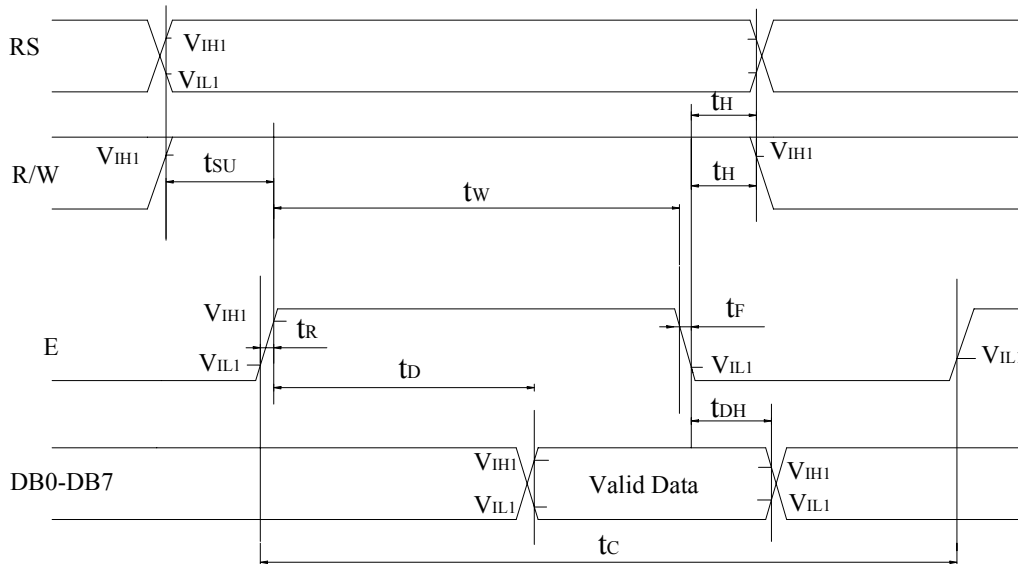 RS
VIH1
VIL1
tH
R/W
VIH1
tSU
tH
VIH1
tW
E
VIH1
tR
tF
VIL1
VIL1
VIL1
tD
tDH
DB0-DB7
VIH1
Valid Data
VIH1
VIL1
VIL1
tC